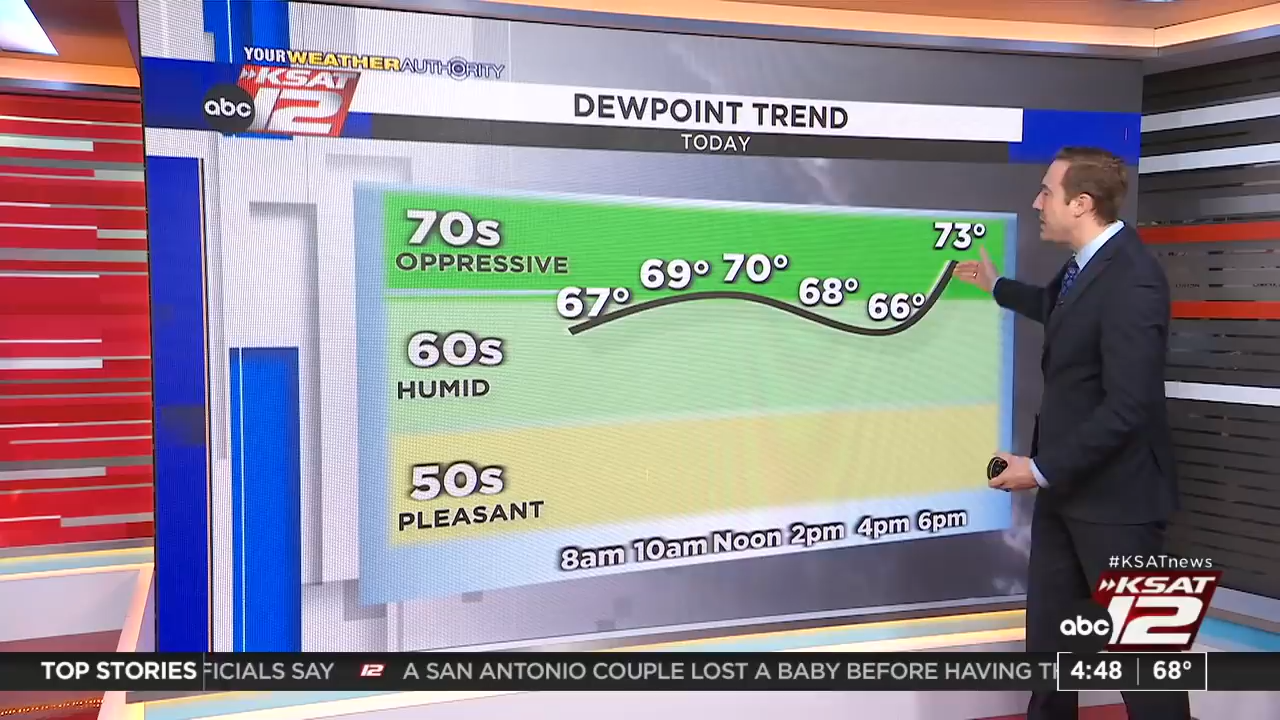 YOUR WEATHER AUTHORITY
»KSAT
abc 12
DEWPOINT TREND
TODAY
70s
OPPRESSIVE
67° 69° 70° 68° 66° 73°
60s
HUMID
50s
PLEASANT
8am 10am Noon 2pm 4pm 6pm
#KSATnews
»KSAT
abc 12
TOP STORIES FICIALS SAY 12 A SAN ANTONIO COUPLE LOST A BABY BEFORE HAVING 4:48 68°